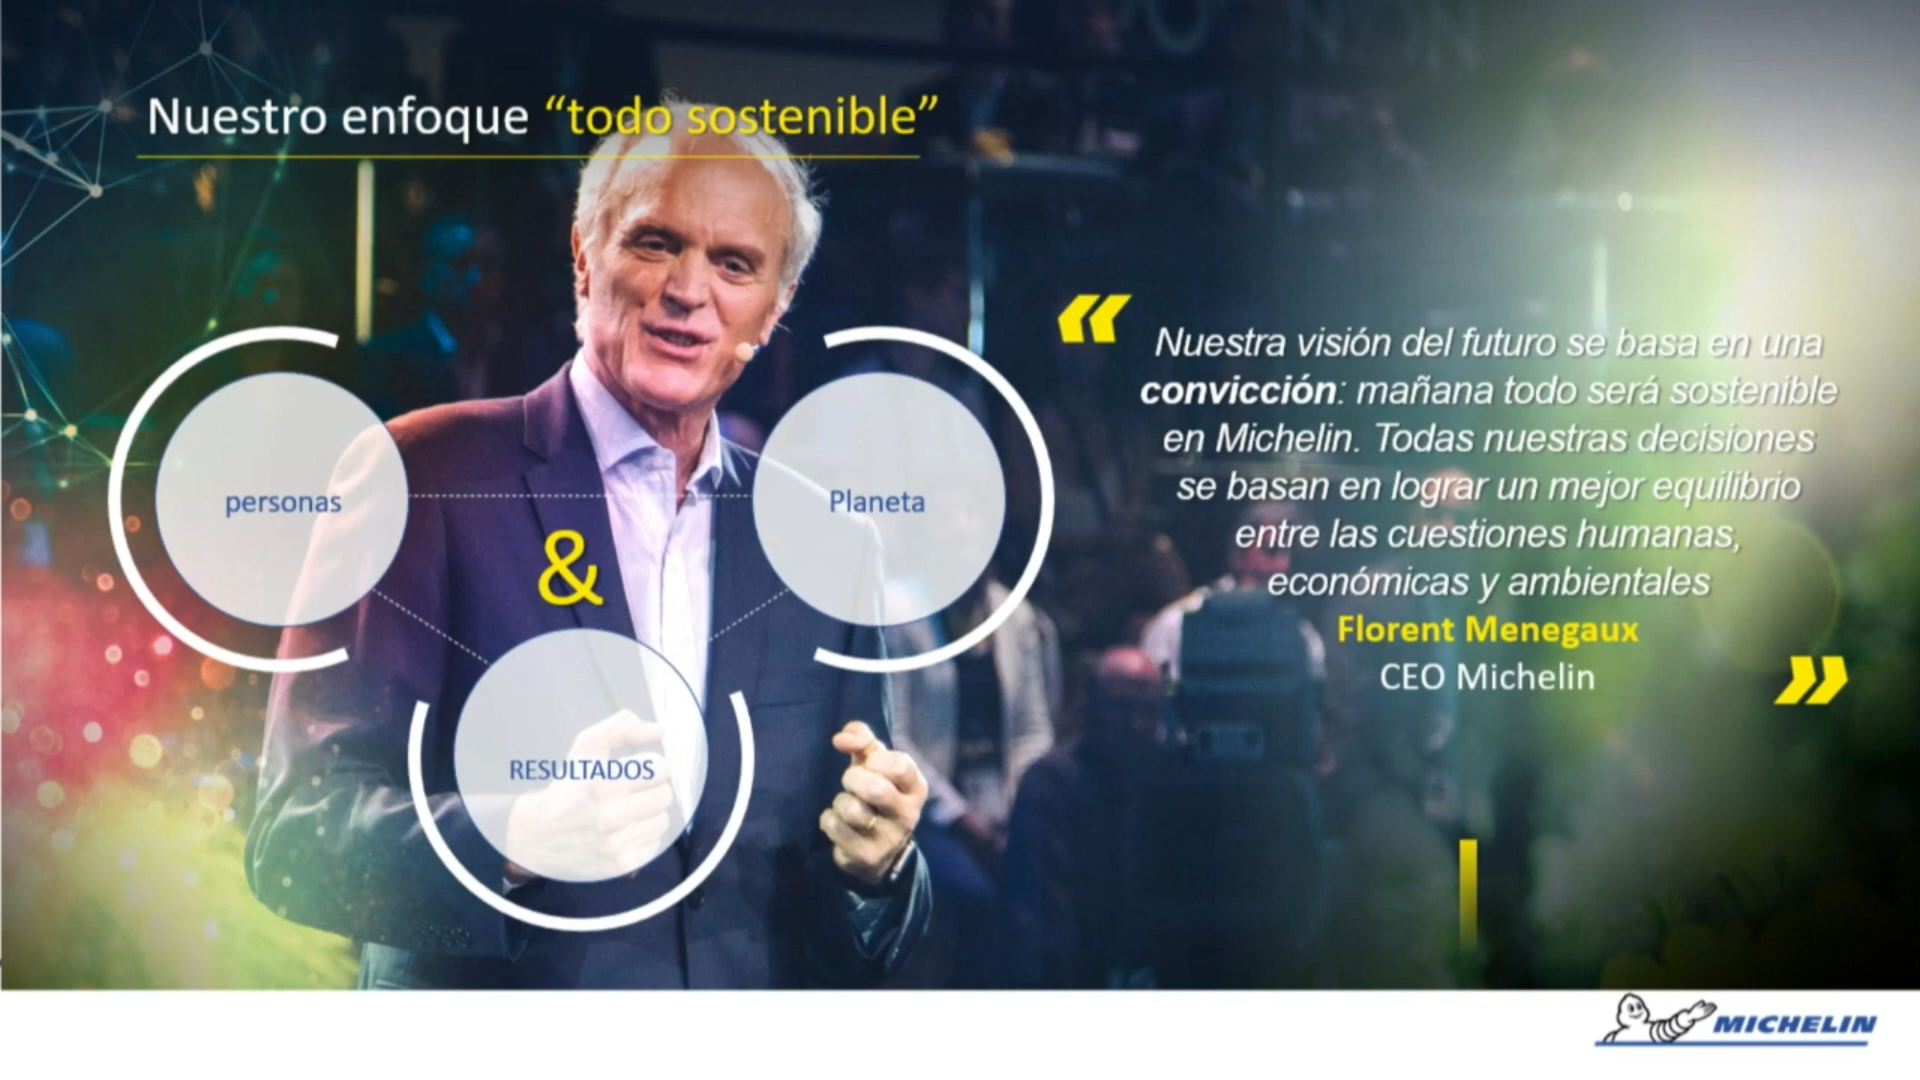 Nuestro enfoque “todo sostenible”
personas
Planeta
&
RESULTADOS
“
Nuestra visión del futuro se basa en una
convicción: mañana todo será sostenible
en Michelin. Todas nuestras decisiones
se basan en lograr un mejor equilibrio
entre las cuestiones humanas,
económicas y ambientales
Florent Menegaux
CEO Michelin
”
MICHELIN